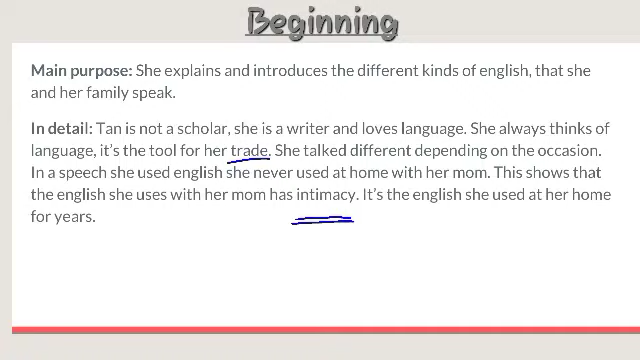 Beginning
Main purpose: She explains and introduces the different kinds of english, that she
and her family speak.
In detail: Tan is not a scholar, she is a writer and loves language. She always thinks of
language, it's the tool for her trade. She talked different depending on the occasion.
In a speech she used english she never used at home with her mom. This shows that
the english she uses with her mom has intimacy. It's the english she used at her home
for years.